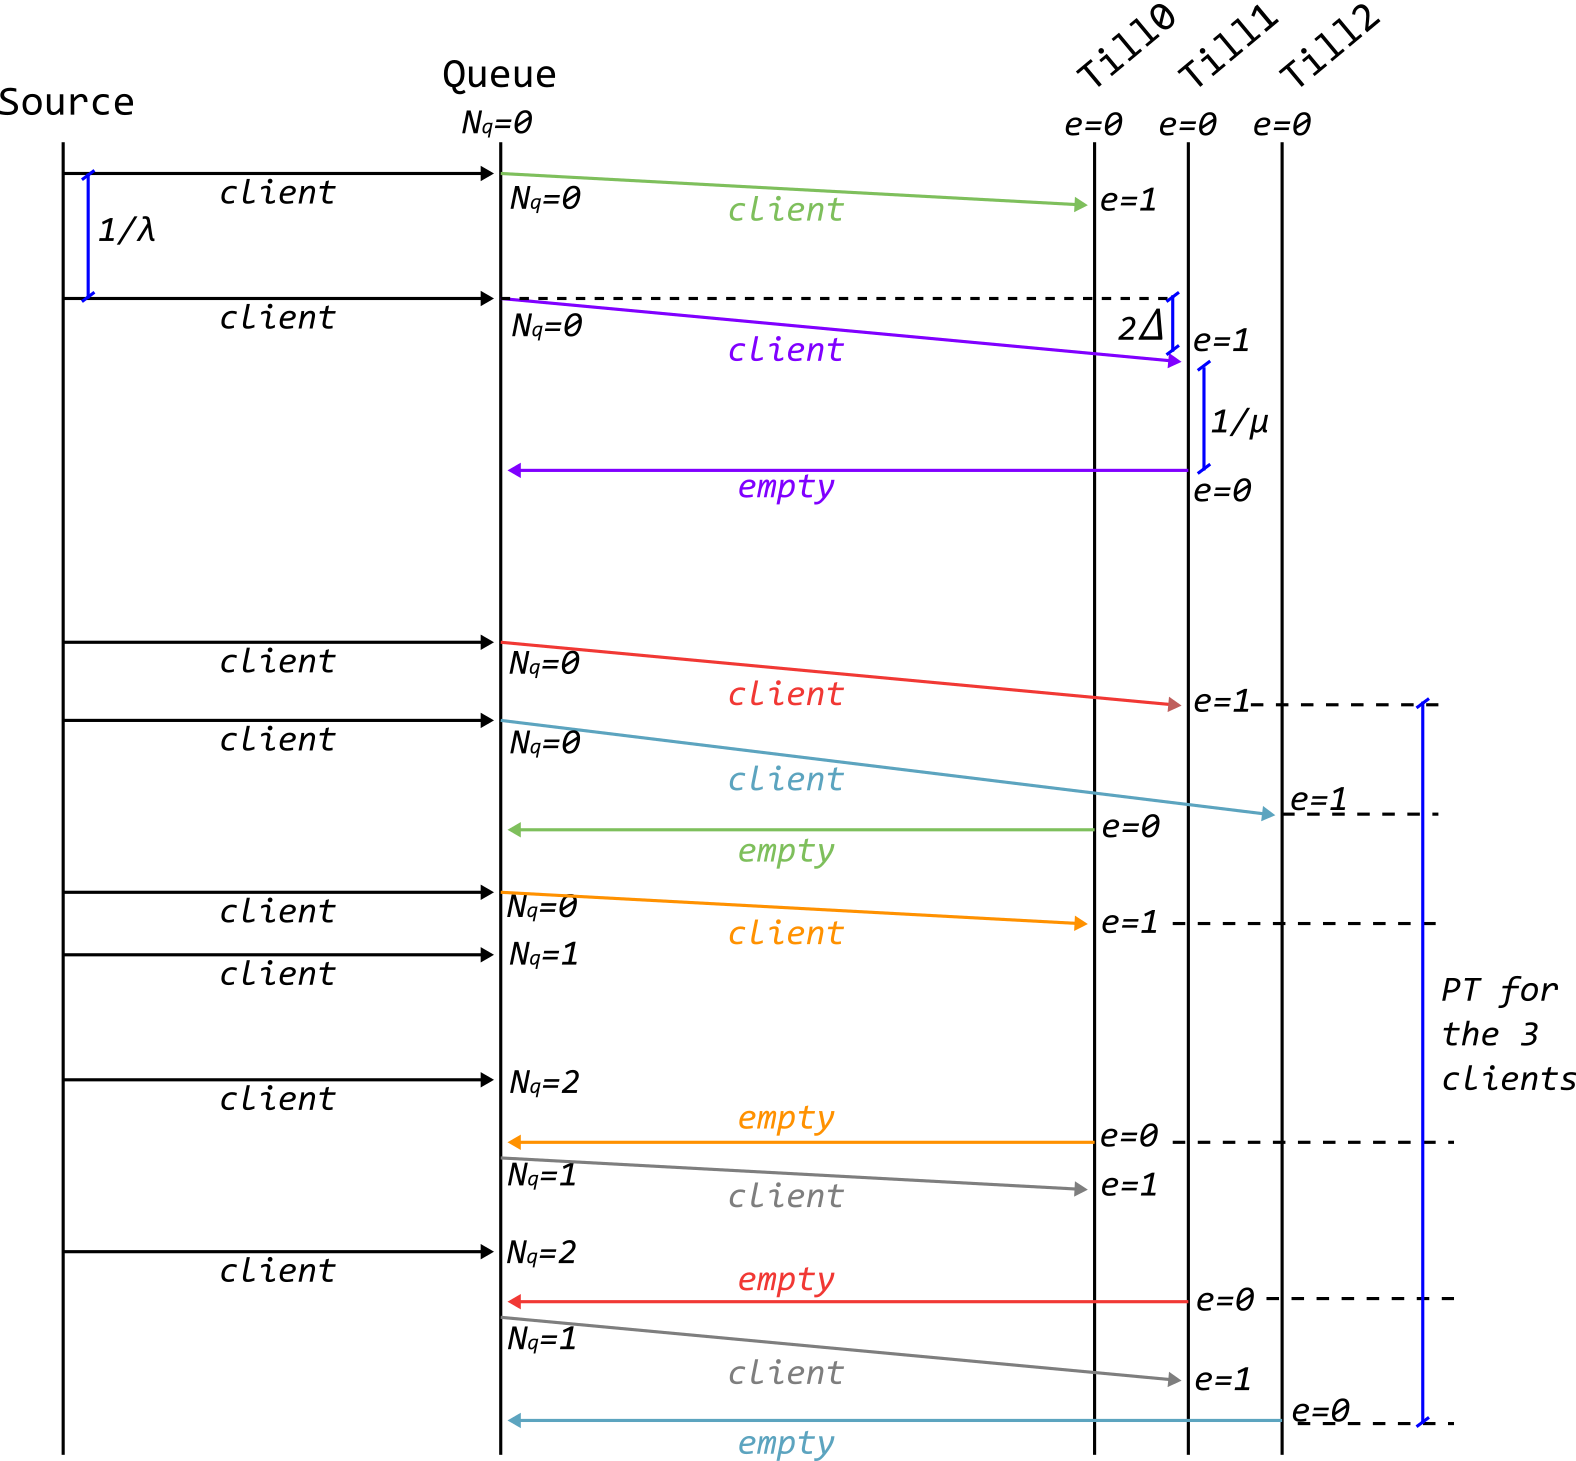 Till0
Till1
Till2
Source
Queue
Nq=0
e=0
e=0
e=0
client
Nq=0
client
e=1
1/λ
client
Nq=0
client
2Δ
e=1
1/μ
empty
e=0
client
Nq=0
client
e=1
client
Nq=0
client
e=1
empty
e=0
client
Nq=0
client
e=1
client
Nq=1
PT for
the 3
clients
client
Nq=2
empty
e=0
Nq=1
client
e=1
client
Nq=2
empty
e=0
Nq=1
client
e=1
empty
e=0